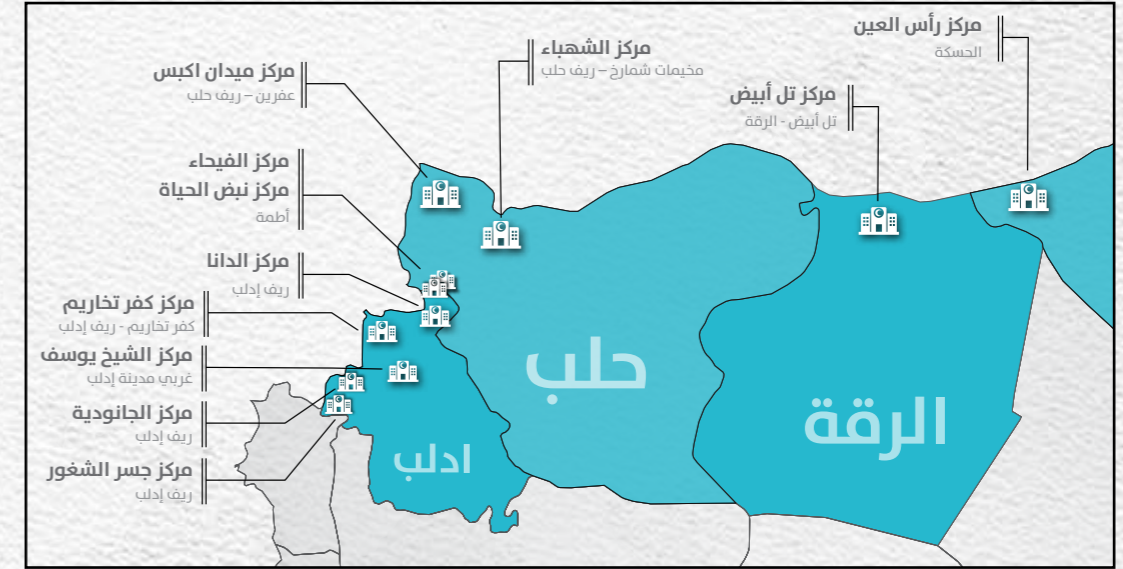 مركز رأس العين
الحسكة
مركز الشهباء
مخيمات شمارخ – ريف حلب
مركز تل أبيض
تل أبيض - الرقة
مركز ميدان اكبس
عفرين – ريف حلب
مركز الفيحاء
مركز نبض الحياة
أطمة
مركز الدانا
ريف إدلب
مركز كفر تخاريم
كفر تخاريم - ريف إدلب
مركز الشيخ يوسف
غربي مدينة إدلب
مركز الجانودية
ريف إدلب
مركز جسر الشغور
ريف إدلب
حلب
الرقة
ادلب